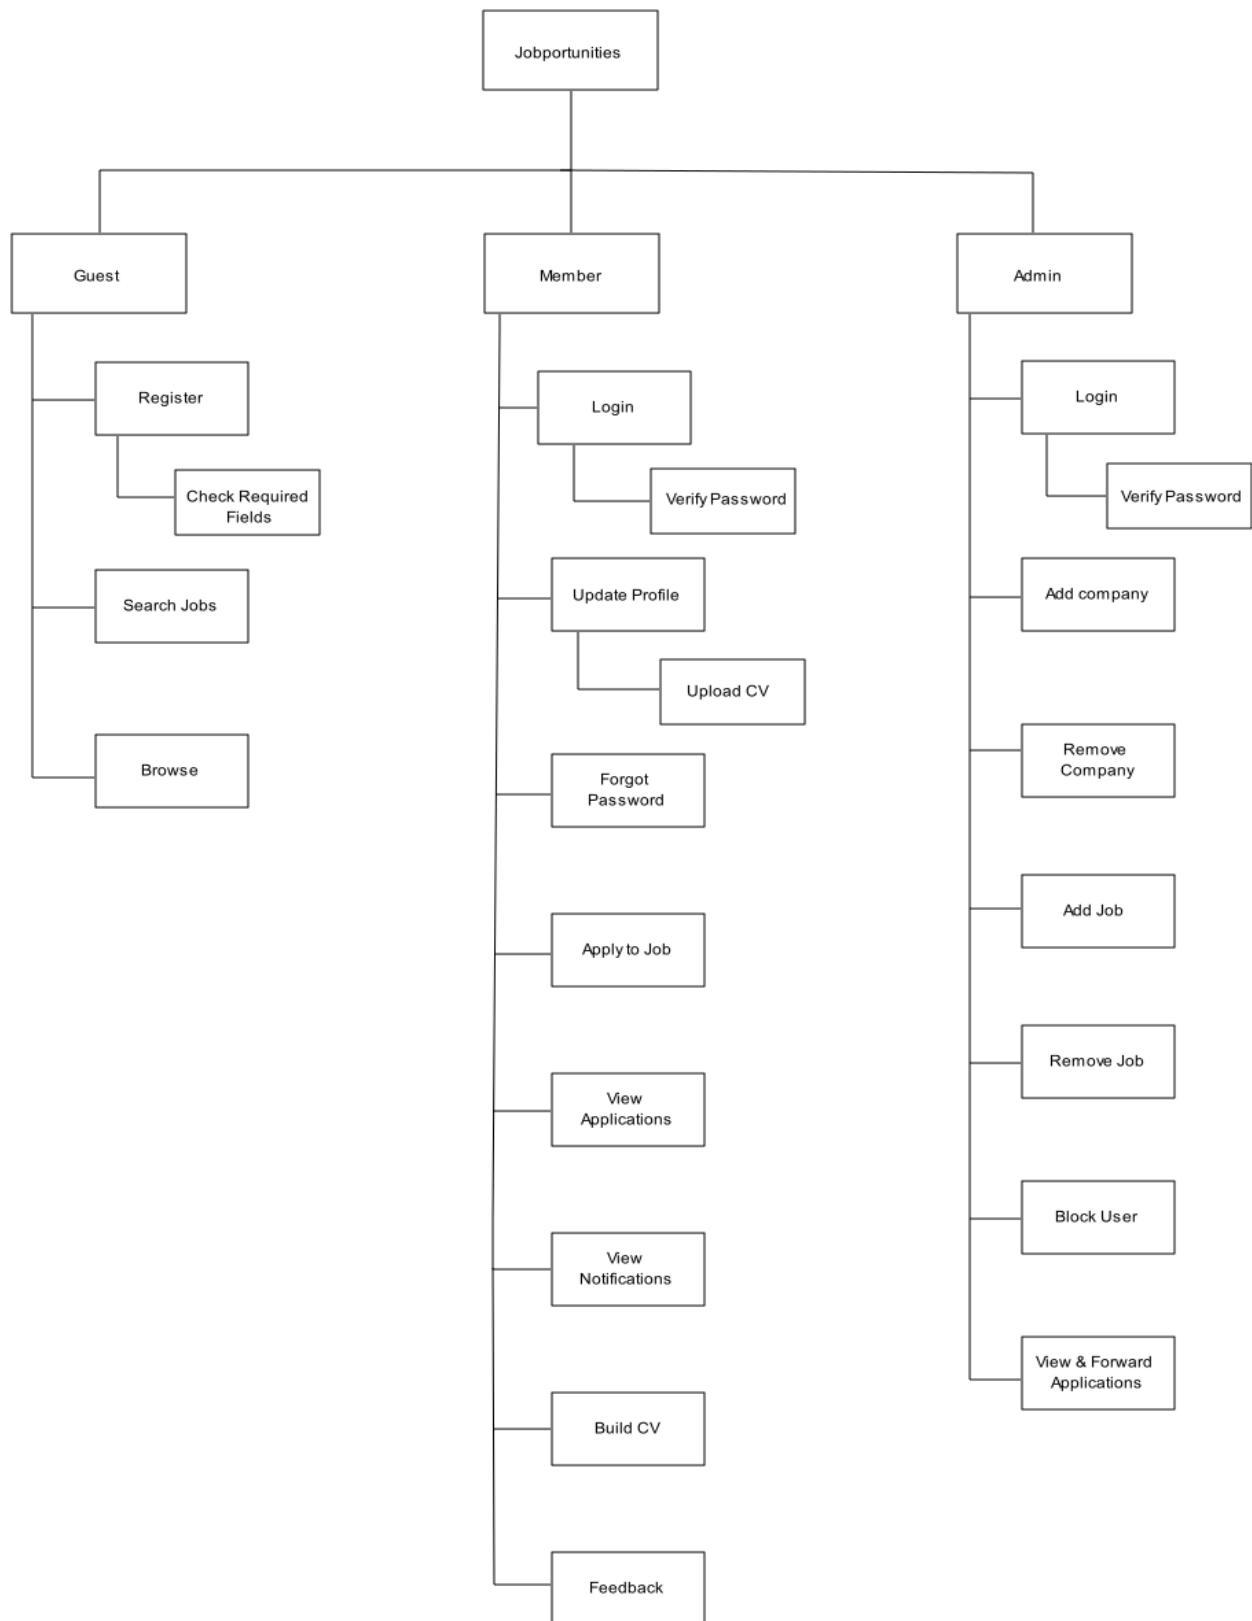 Jobportunities
Guest
Member
Admin
Register
Check Required
Fields
Search Jobs
Browse
Login
Verify Password
Update Profile
Upload CV
Forgot
Password
Apply to Job
View
Applications
View
Notifications
Build CV
Feedback
Login
Verify Password
Add company
Remove
Company
Add Job
Remove Job
Block User
View & Forward
Applications